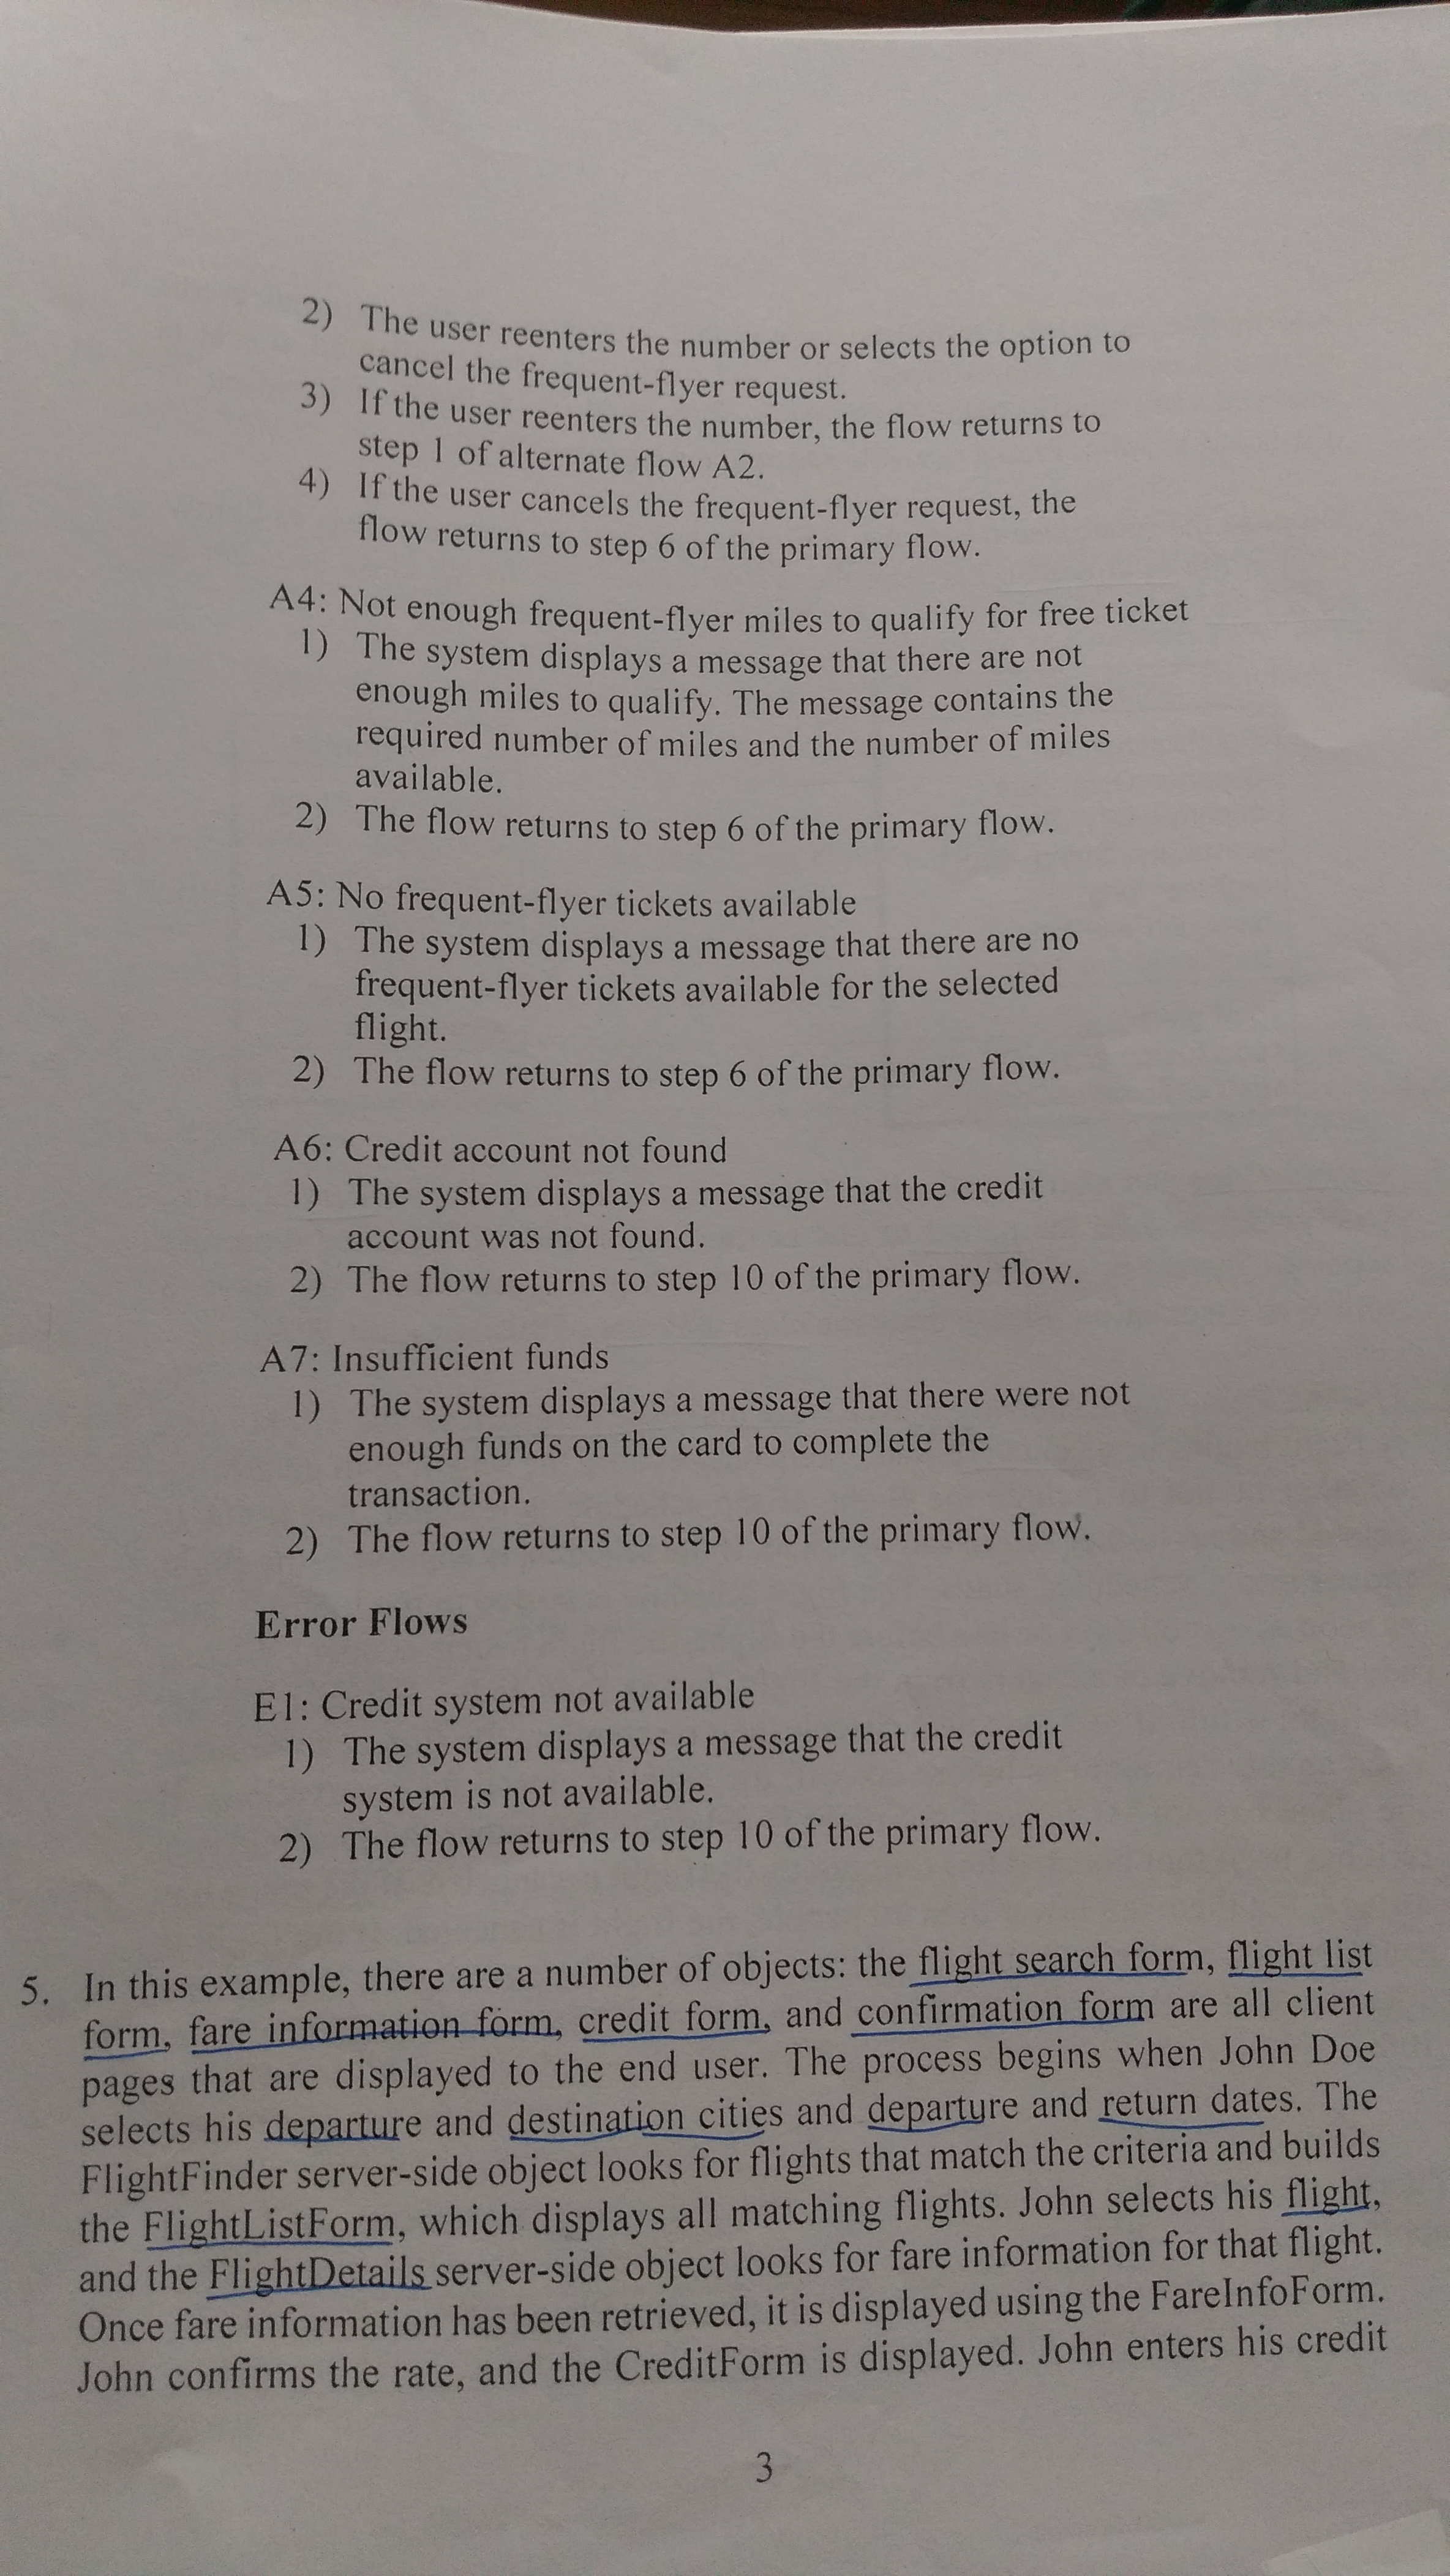 2) The user reenters the number or selects the option to
cancel the frequent-flyer request.
3) If the user reenters the number, the flow returns to
step 1 of alternate flow A2.
4) If the user cancels the frequent-flyer request, the
flow returns to step 6 of the primary flow.
A4: Not enough frequent-flyer miles to qualify for free ticket
1) The system displays a message that there are not
enough miles to qualify. The message contains the
required number of miles and the number of miles
available.
2) The flow returns to step 6 of the primary flow.
A5: No frequent-flyer tickets available
1) The system displays a message that there are no
frequent-flyer tickets available for the selected
flight.
2) The flow returns to step 6 of the primary flow.
A6: Credit account not found
1) The system displays a message that the credit
account was not found.
2) The flow returns to step 10 of the primary flow.
A7: Insufficient funds
1) The system displays a message that there were not
enough funds on the card to complete the
transaction.
2) The flow returns to step 10 of the primary flow.
Error Flows
E1: Credit system not available
1) The system displays a message that the credit
system is not available.
2) The flow returns to step 10 of the primary flow.
5. In this example, there are a number of objects: the flight search form, flight list
form, fare information form, credit form, and confirmation form are all client
pages that are displayed to the end user. The process begins when John Doe
selects his departure and destination cities and departure and return dates. The
FlightFinder server-side object looks for flights that match the criteria and builds
the FlightListForm, which displays all matching flights. John selects his flight,
and the FlightDetails server-side object looks for fare information for that flight.
Once fare information has been retrieved, it is displayed using the FareInfoForm.
John confirms the rate, and the CreditForm is displayed. John enters his credit
3